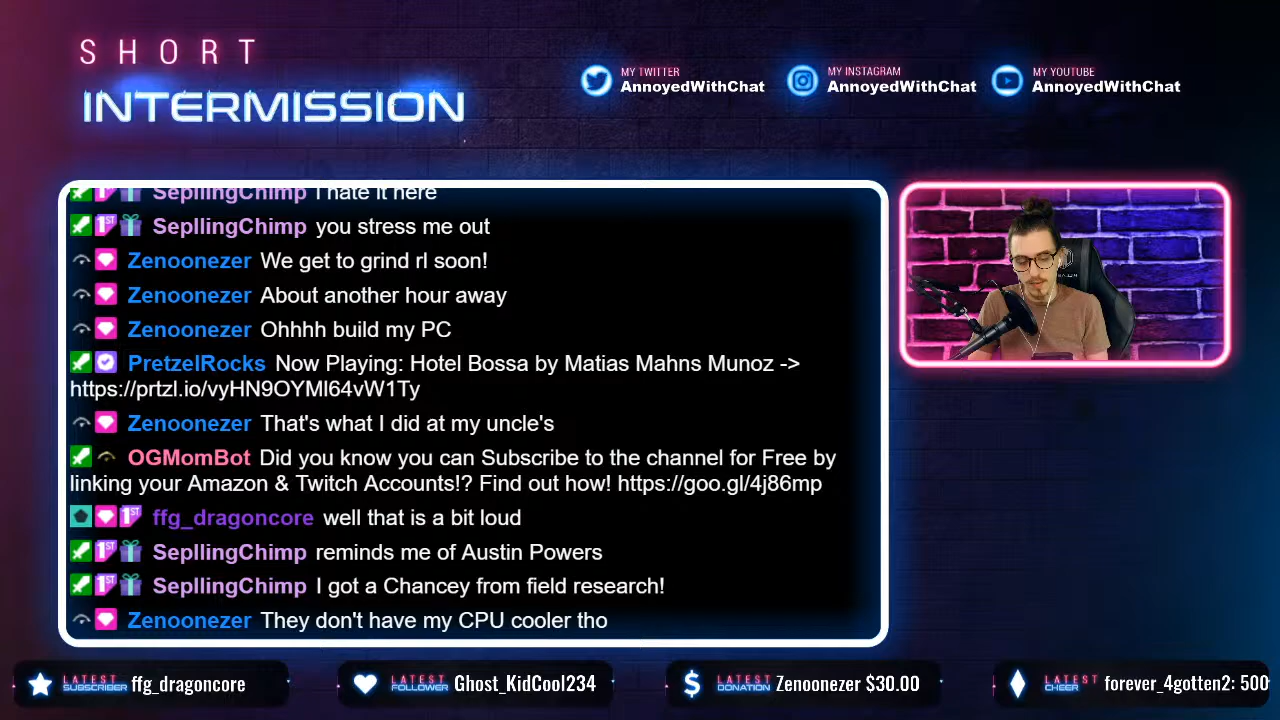 SHORT
INTERMISSION
MY TWITTER
AnnoyedWithChat
MY INSTAGRAM
AnnoyedWithChat
MY YOUTUBE
AnnoyedWithChat
SepllingChimp I hate it here
SepllingChimp you stress me out
Zenoonezer We get to grind rl soon!
Zenoonezer About another hour away
Zenoonezer Ohhhh build my PC
PretzelRocks Now Playing: Hotel Bossa by Matias Mahns Munoz ->
https://prtzl.io/vyHN9OYMl64vW1Ty
Zenoonezer That's what I did at my uncle's
OGMomBot Did you know you can Subscribe to the channel for Free by
linking your Amazon & Twitch Accounts!? Find out how! https://goo.gl/4j86mp
ffg_dragoncore well that is a bit loud
SepllingChimp reminds me of Austin Powers
SepllingChimp I got a Chancey from field research!
Zenoonezer They don't have my CPU cooler tho
LATEST SUBSCRIBER ffg_dragoncore
LATEST FOLLOWER Ghost_KidCool234
LATEST DONATION Zenoonezer $30.00
LATEST CHEER forever_4gotten2: 500